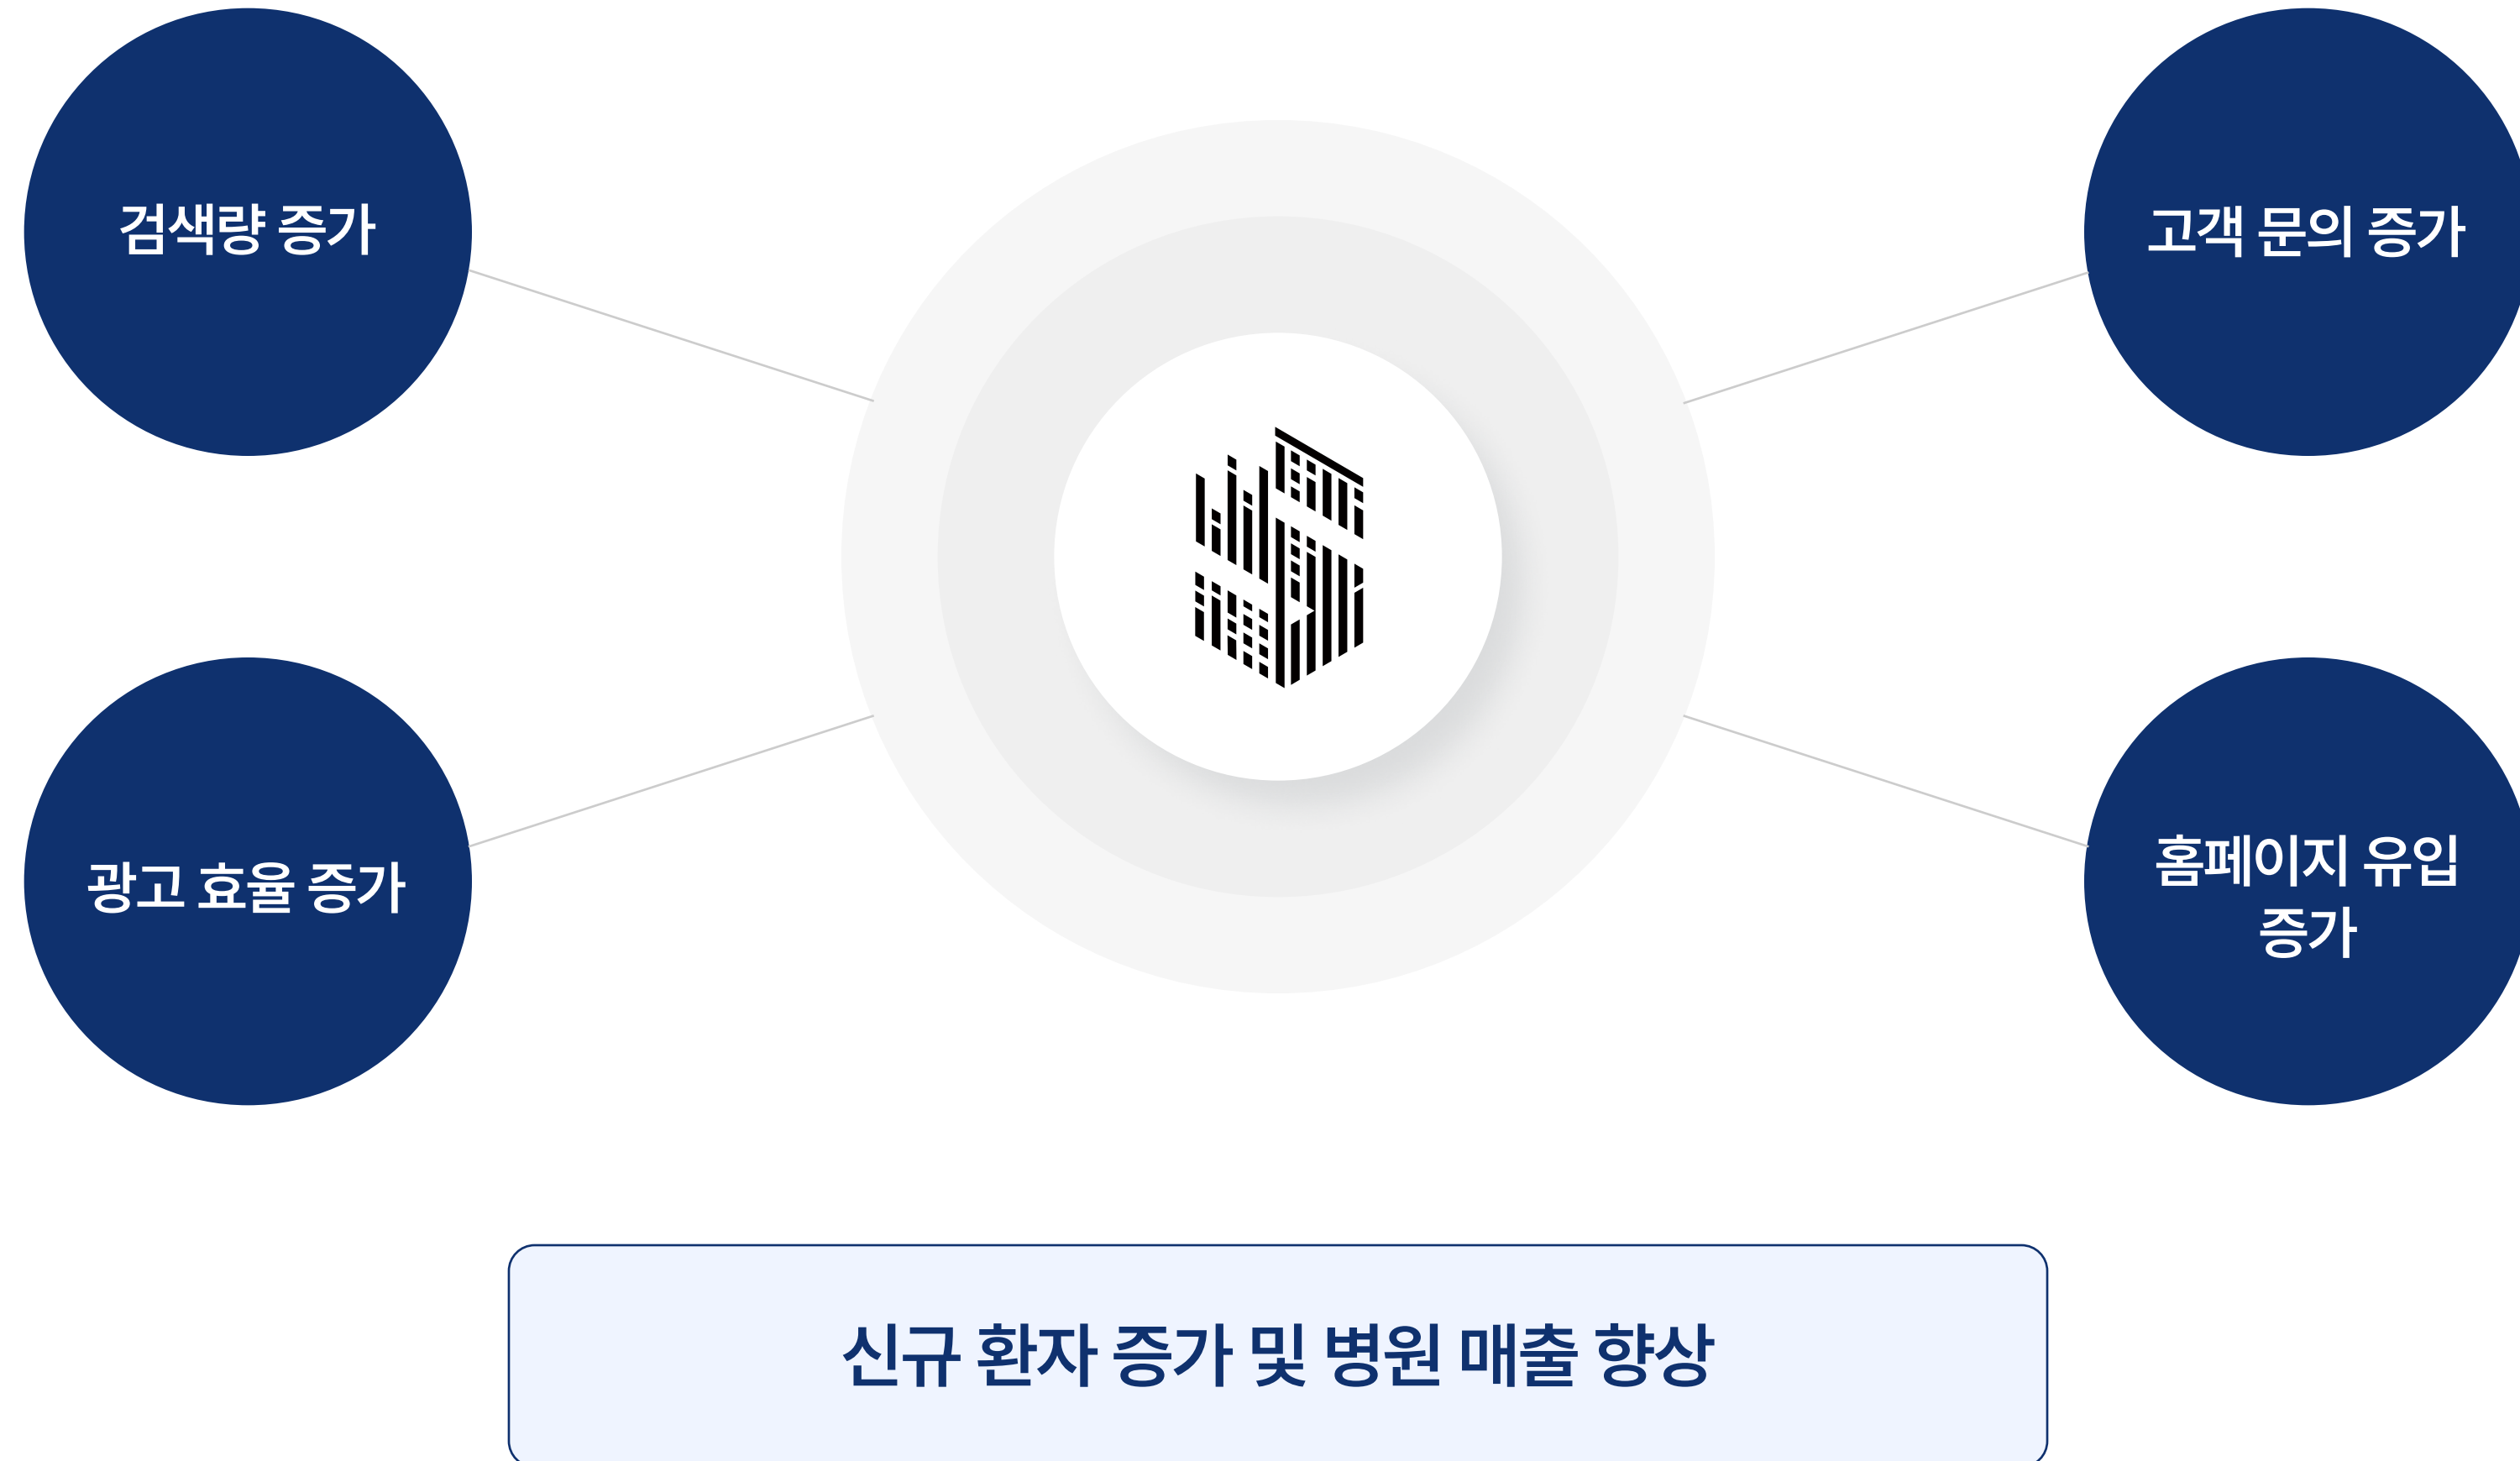 검색량 증가
고객 문의 증가
광고 효율 증가
홈페이지 유입
증가
신규 환자 증가 및 병원 매출 향상